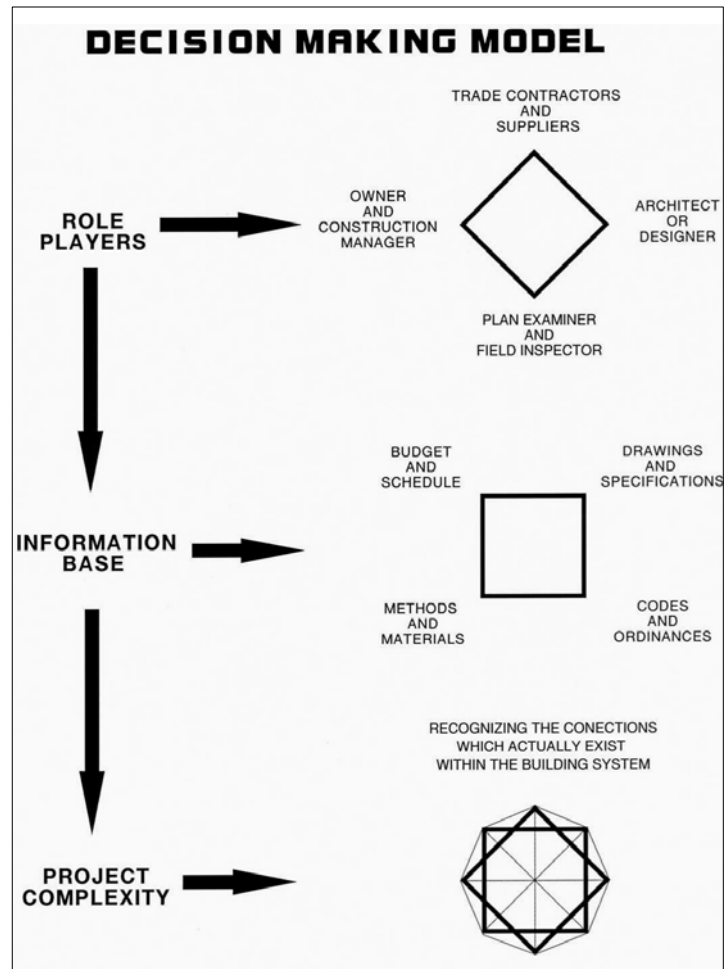 DECISION MAKING MODEL
TRADE CONTRACTORS
AND
SUPPLIERS
ROLE
PLAYERS
OWNER
AND
CONSTRUCTION
MANAGER
ARCHITECT
OR
DESIGNER
PLAN EXAMINER
AND
FIELD INSPECTOR
BUDGET
AND
SCHEDULE
DRAWINGS
AND
SPECIFICATIONS
INFORMATION
BASE
METHODS
AND
MATERIALS
CODES
AND
ORDINANCES
RECOGNIZING THE CONECTIONS
WHICH ACTUALLY EXIST
WITHIN THE BUILDING SYSTEM
PROJECT
COMPLEXITY